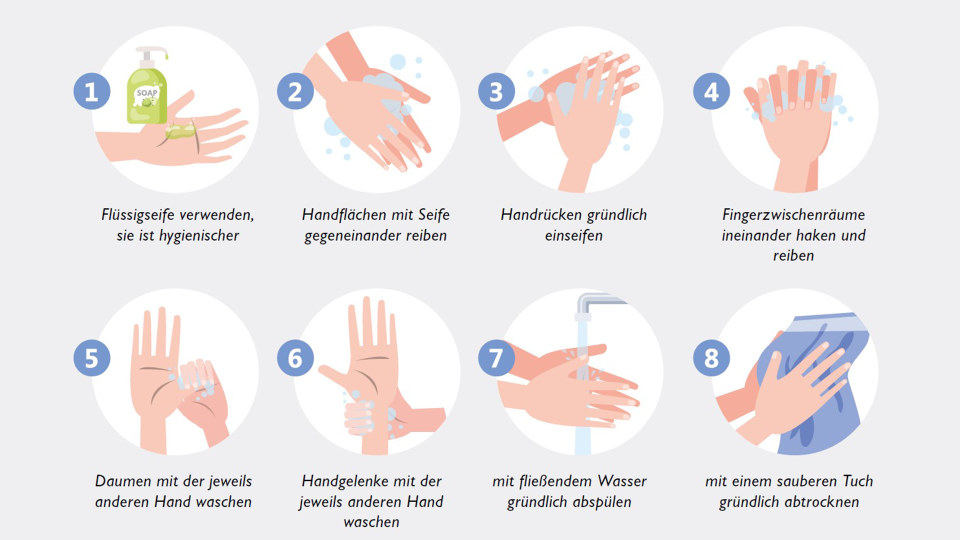 1
SOAP
2
3
4
Flüssigseife verwenden,
sie ist hygienischer
Handflächen mit Seife
gegeneinander reiben
Handrücken gründlich
einseifen
Fingerzwischenräume
ineinander haken und
reiben
5
6
7
8
Daumen mit der jeweils
anderen Hand waschen
Handgelenke mit der
jeweils anderen Hand
waschen
mit fließendem Wasser
gründlich abspülen
mit einem sauberen Tuch
gründlich abtrocknen